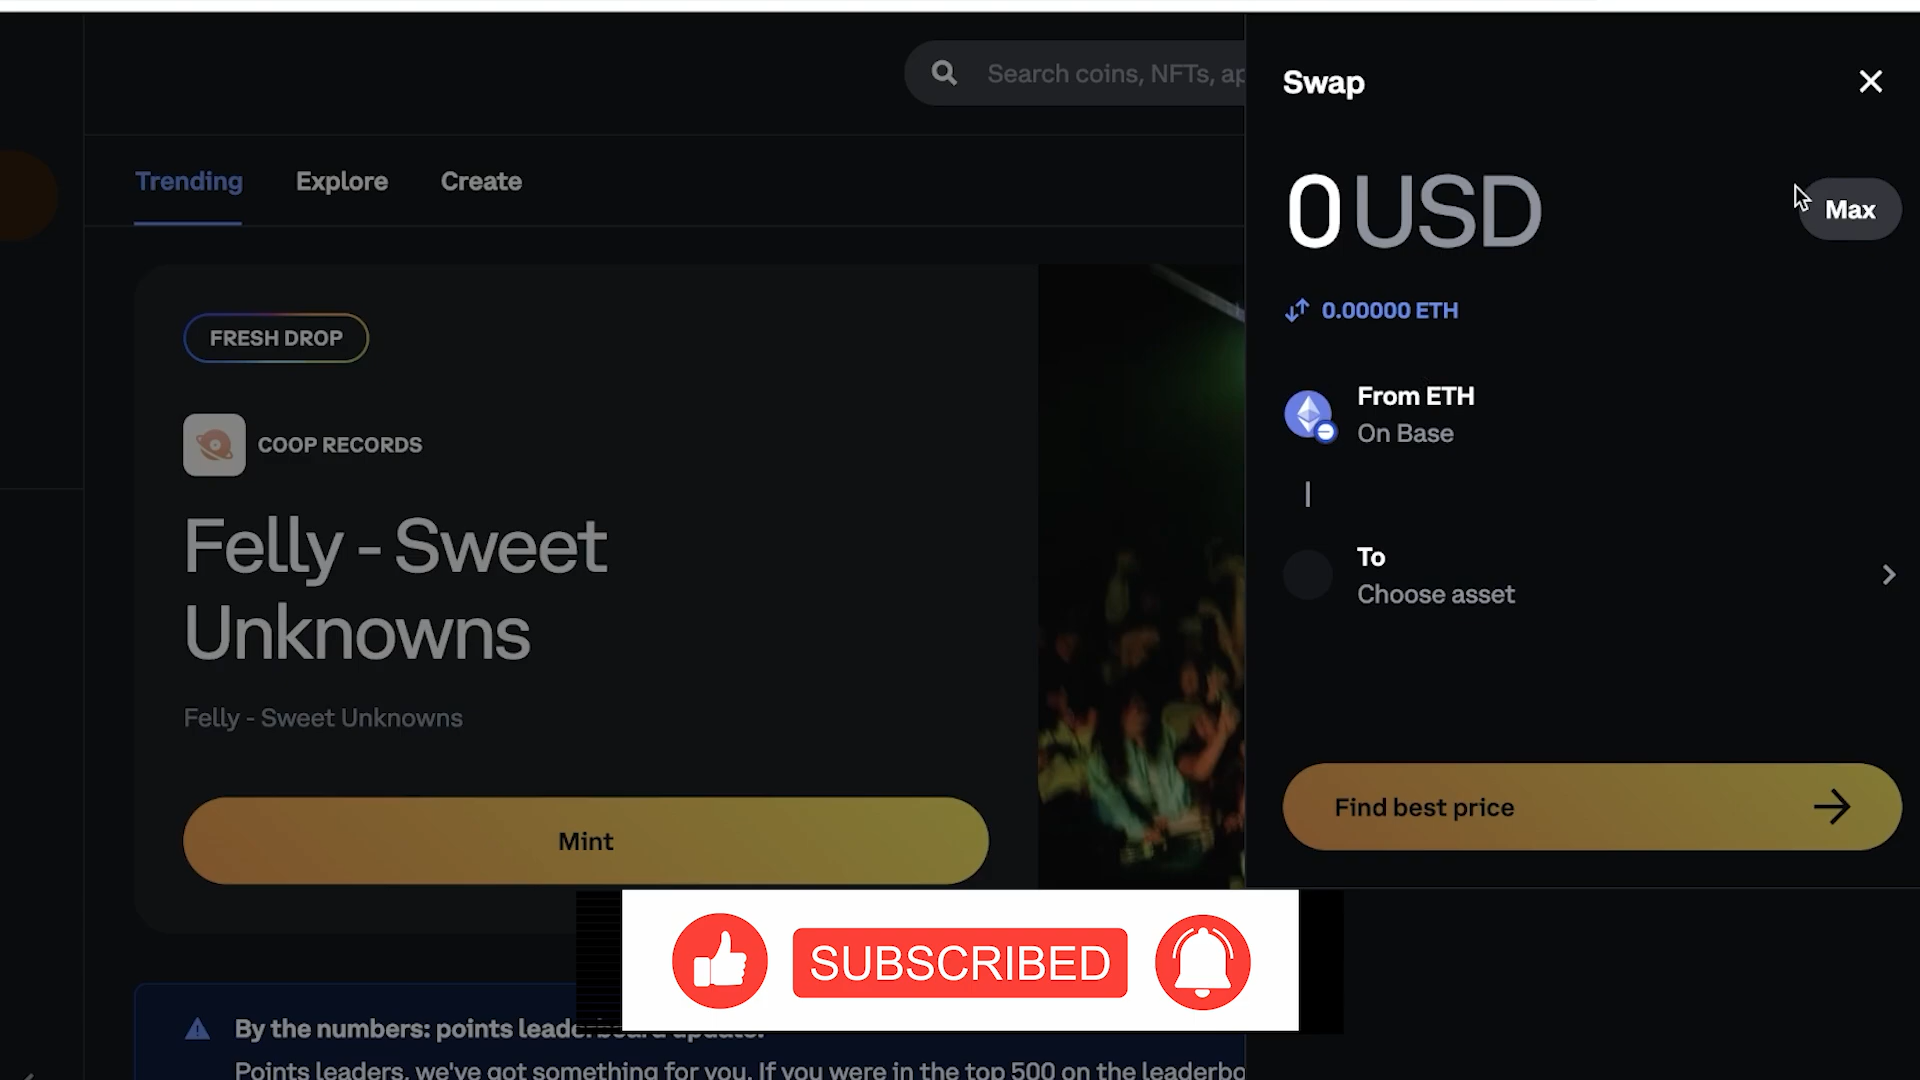 Search coins, NFTs, ap
Trending
Explore
Create
FRESH DROP
COOP RECORDS
Felly - Sweet
Unknowns
Felly - Sweet Unknowns
Mint
By the numbers: points leaderboard update:
Points leaders, we've got something for you. If you were in the top 500 on the leaderbo
Swap
0 USD
Max
0.00000 ETH
From ETH
On Base
To
Choose asset
Find best price
SUBSCRIBED